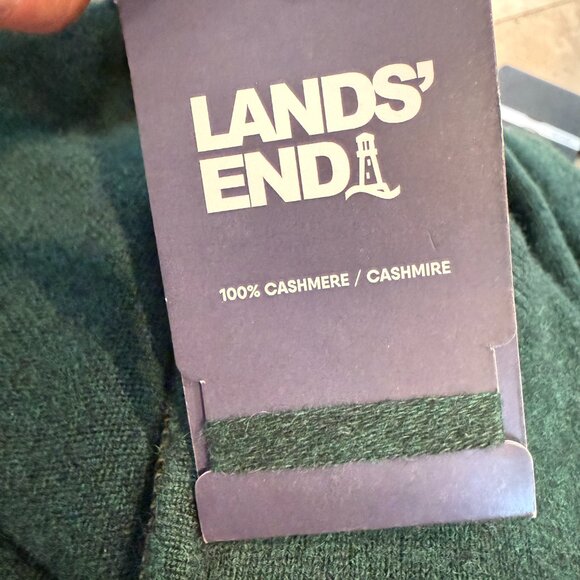 LANDS'
END
100% CASHMERE / CASHMIRE